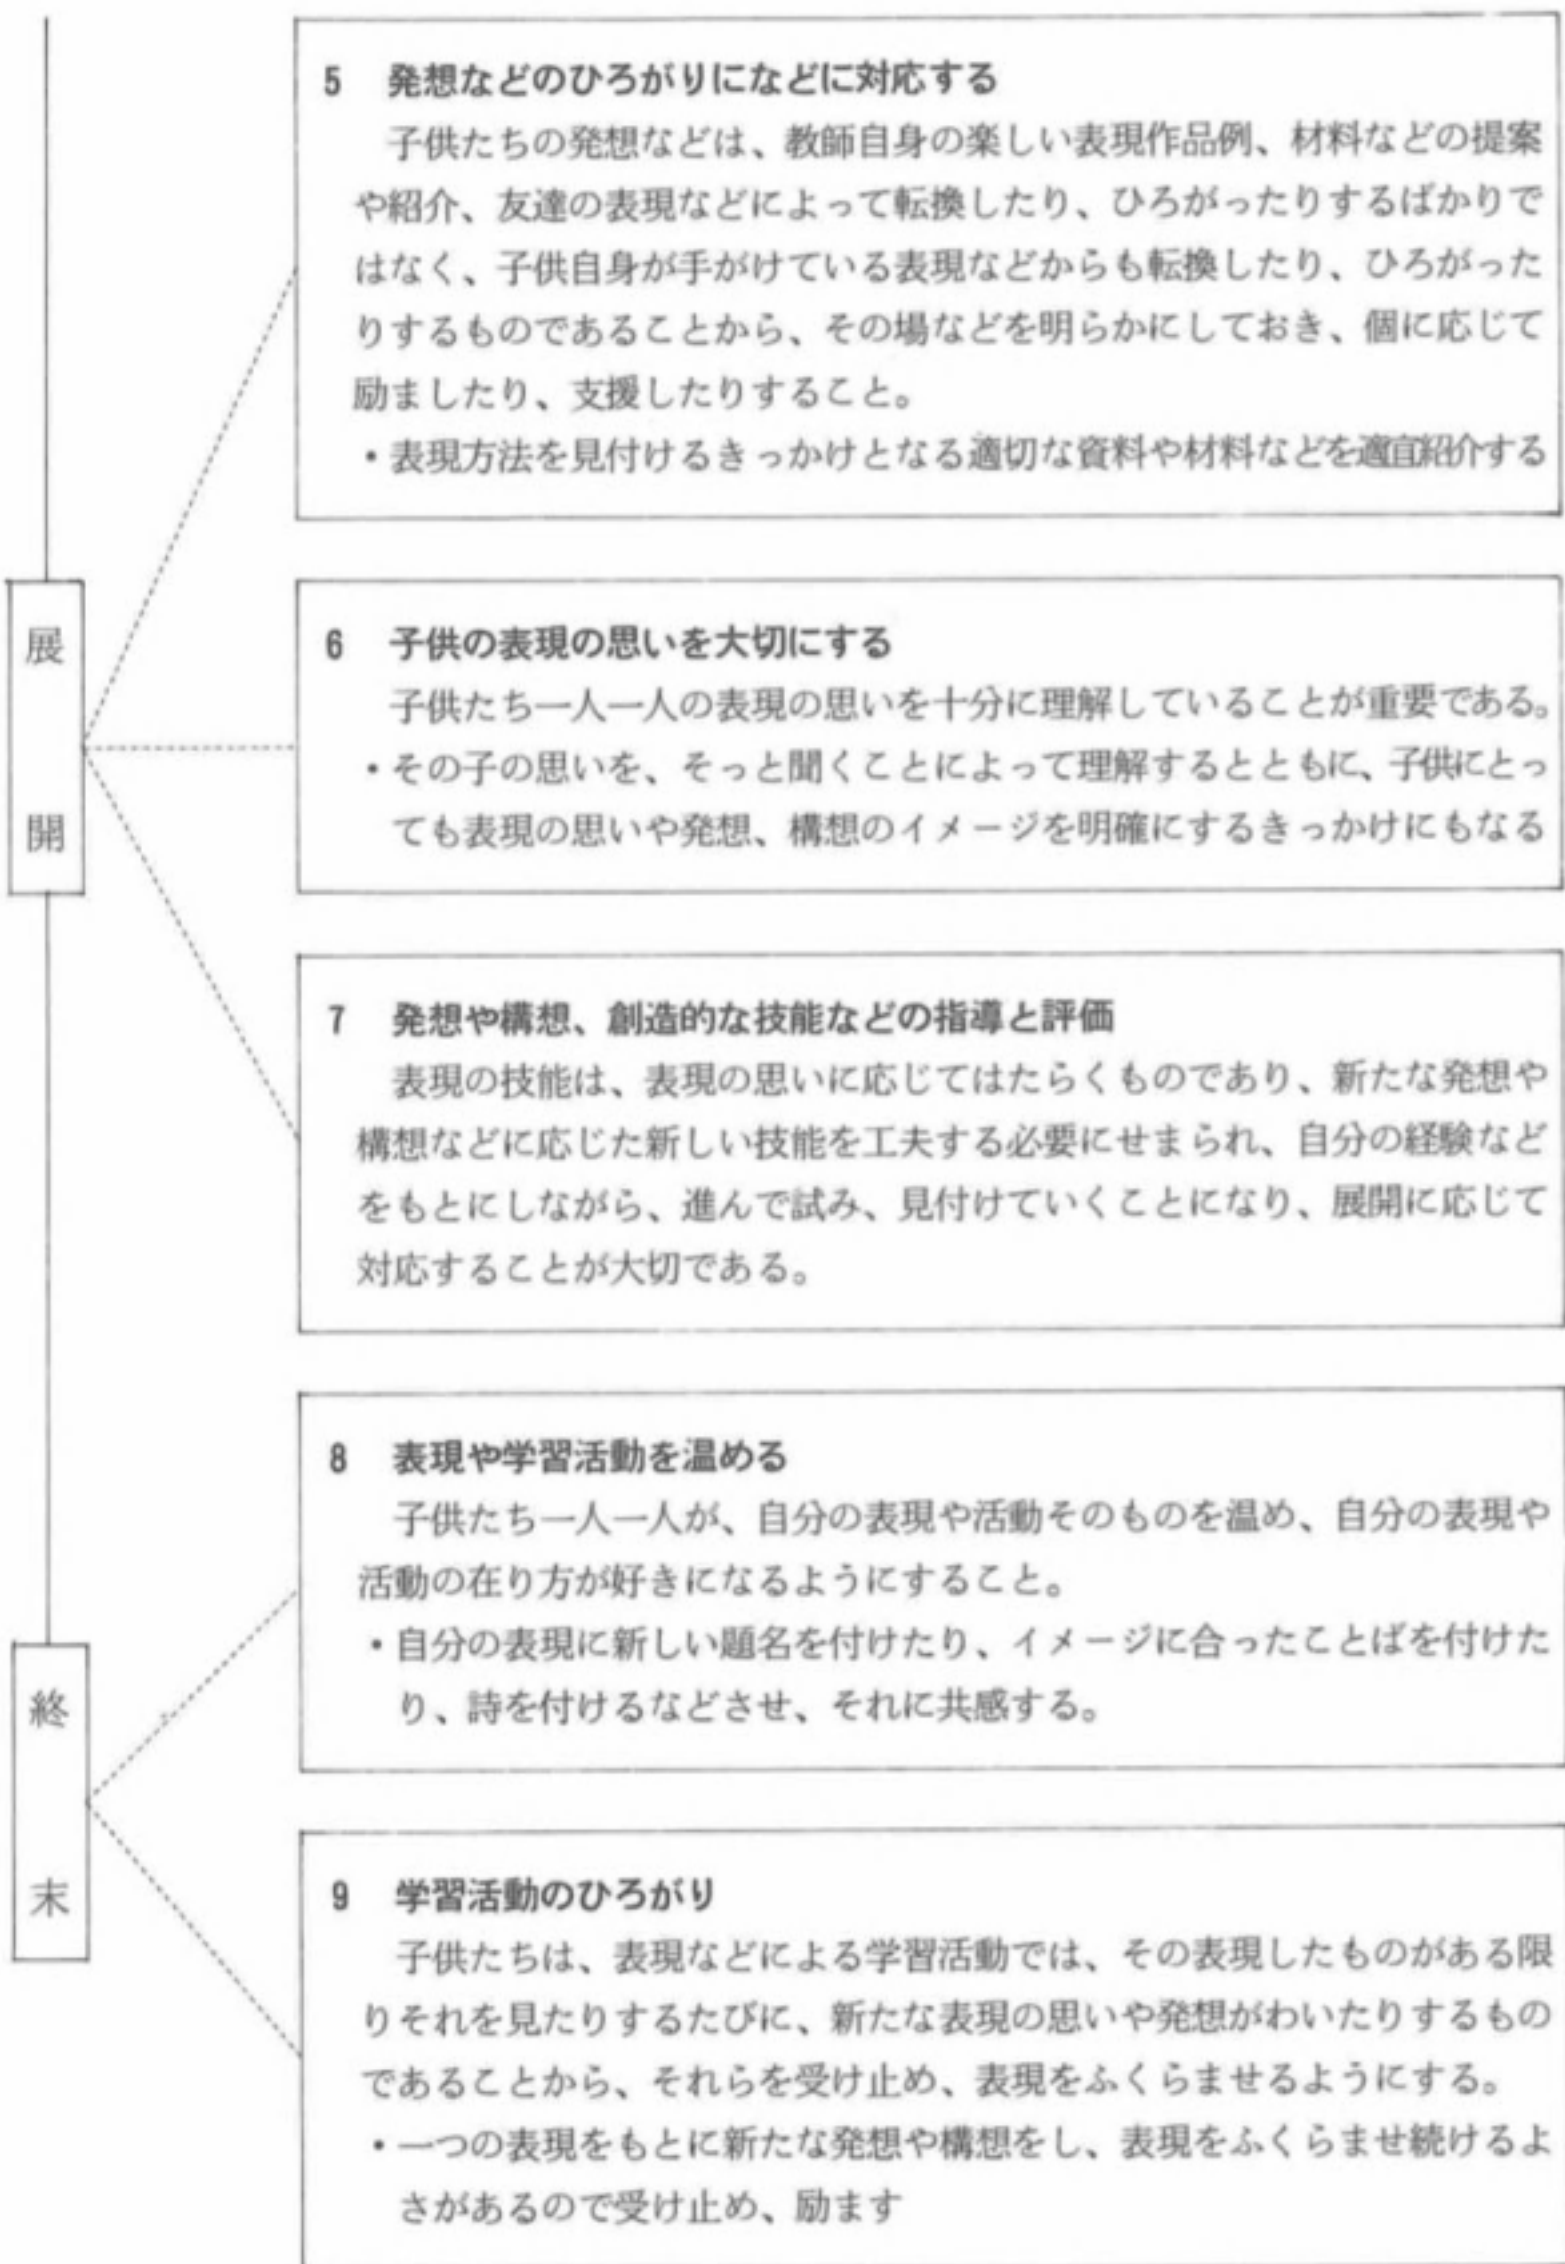 5 発想などのひろがりになどに対応する
子供たちの発想などは、教師自身の楽しい表現作品例、材料などの提案
や紹介、友達の表現などによって転換したり、ひろがったりするばかりで
はなく、子供自身が手がけている表現などからも転換したり、ひろがった
りするものであることから、その場などを明らかにしておき、個に応じて
励ましたり、支援したりすること。
・表現方法を見付けるきっかけとなる適切な資料や材料などを適宜紹介する
展開
6 子供の表現の思いを大切にする
子供たち一人一人の表現の思いを十分に理解していることが重要である。
・その子の思いを、そっと聞くことによって理解するとともに、子供にとっ
ても表現の思いや発想、構想のイメージを明確にするきっかけにもなる
7 発想や構想、創造的な技能などの指導と評価
表現の技能は、表現の思いに応じてはたらくものであり、新たな発想や
構想などに応じた新しい技能を工夫する必要にせまられ、自分の経験など
をもとにしながら、進んで試み、見付けていくことになり、展開に応じて
対応することが大切である。
8 表現や学習活動を温める
子供たち一人一人が、自分の表現や活動そのものを温め、自分の表現や
活動の在り方が好きになるようにすること。
・自分の表現に新しい題名を付けたり、イメージに合ったことばを付けた
り、詩を付けるなどさせ、それに共感する。
終末
9 学習活動のひろがり
子供たちは、表現などによる学習活動では、その表現したものがある限
りそれを見たりするたびに、新たな表現の思いや発想がわいたりするもの
であることから、それらを受け止め、表現をふくらませるようにする。
・一つの表現をもとに新たな発想や構想をし、表現をふくらませ続けるよ
さがあるので受け止め、励ます